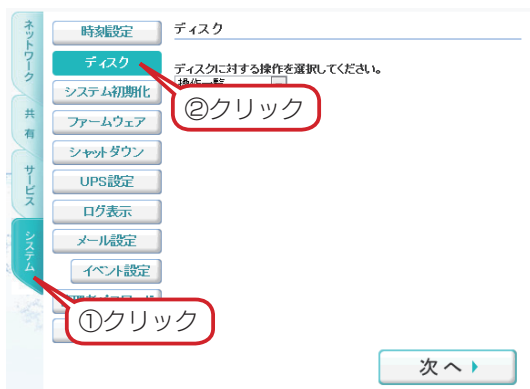 ネットワーク
共有
サービス
システム
時刻設定
ディスク
システム初期化
ファームウェア
シャットダウン
UPS設定
ログ表示
メール設定
イベント設定
ディスク
ディスクに対する操作を選択してください。
②クリック
①クリック
次へ